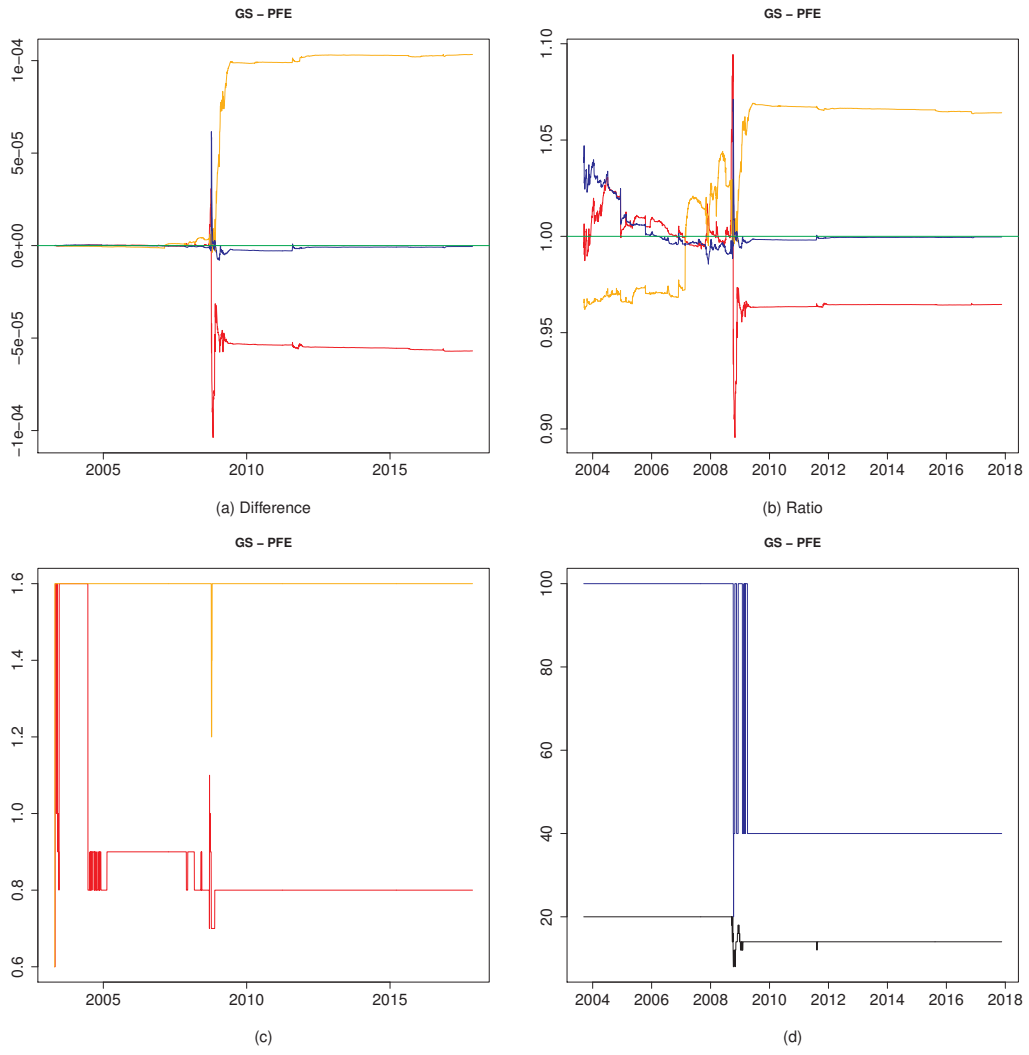 GS – PFE
1e−04
5e−05
0e+00
−5e−05
−1e−04
2005 2010 2015
(a) Difference
GS – PFE
1.10
1.05
1.00
0.95
0.90
2004 2006 2008 2010 2012 2014 2016 2018
(b) Ratio
GS – PFE
1.6
1.4
1.2
1.0
0.8
0.6
2005 2010 2015
(c)
GS – PFE
100
80
60
40
20
2004 2006 2008 2010 2012 2014 2016 2018
(d)